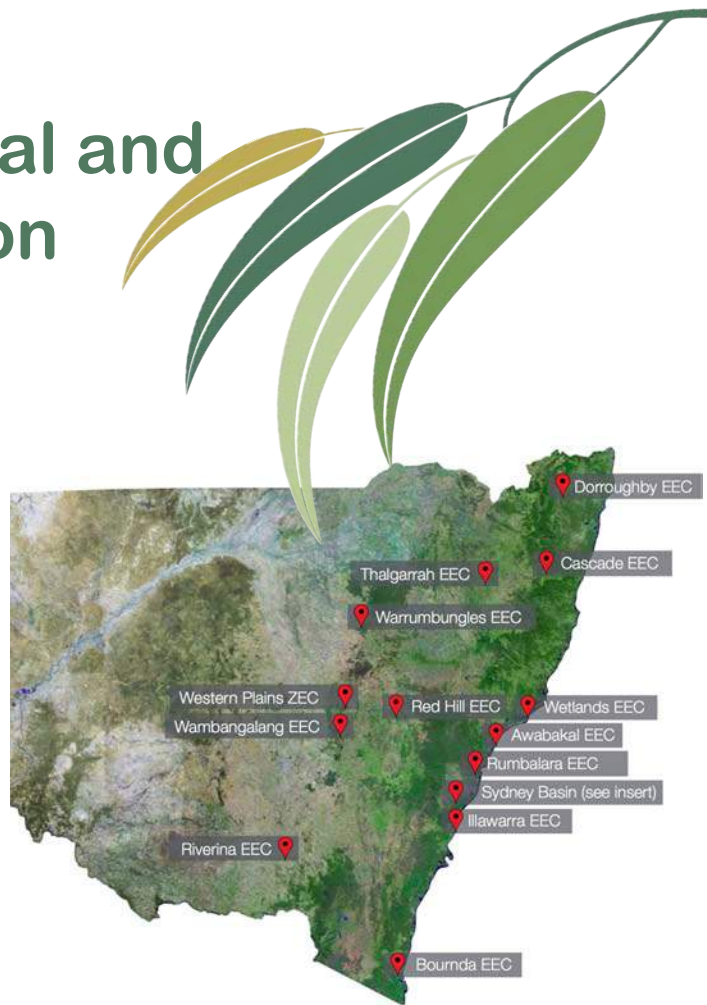 al and
on
Dorroughby EEC
Cascade EEC
Thalgarrah EEC
Warrumbungles EEC
Western Plains ZEC
Red Hill EEC
Wetlands EEC
Wambangalang EEC
Awabakal EEC
Rumbalara EEC
Sydney Basin (see insert)
Illawarra EEC
Riverina EEC
Bournda EEC